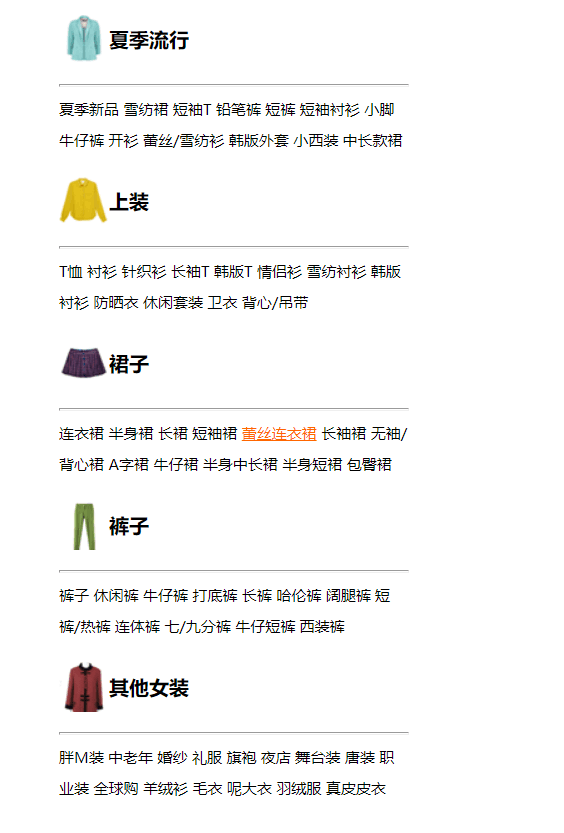 夏季流行
夏季新品 雪纺裙 短袖T 铅笔裤 短裤 短袖衬衫 小脚
牛仔裤 开衫 蕾丝/雪纺衫 韩版外套 小西装 中长款裙
上装
T恤 衬衫 针织衫 长袖T 韩版T 情侣衫 雪纺衬衫 韩版
衬衫 防晒衣 休闲套装 卫衣 背心/吊带
裙子
连衣裙 半身裙 长裙 短袖裙 蕾丝连衣裙 长袖裙 无袖/
背心裙 A字裙 牛仔裙 半身中长裙 半身短裙 包臀裙
裤子
裤子 休闲裤 牛仔裤 打底裤 长裤 哈伦裤 阔腿裤 短
裤/热裤 连体裤 七/九分裤 牛仔短裤 西装裤
其他女装
胖M装 中老年 婚纱 礼服 旗袍 夜店 舞台装 唐装 职
业装 全球购 羊绒衫 毛衣 呢大衣 羽绒服 真皮皮衣